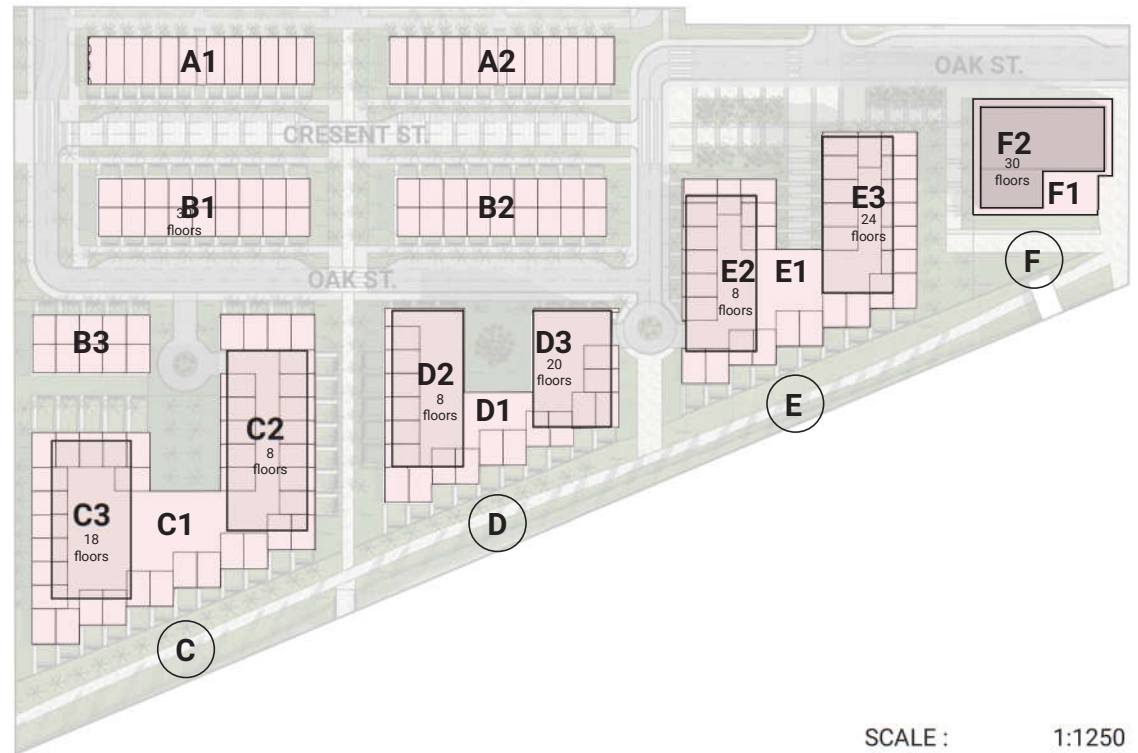 A1
A2
OAK ST.
CRESENT ST.
F2
30
floors
F1
B1
floors
B2
E3
24
floors
OAK ST.
E2
8
floors
E1
F
B3
D2
8
floors
D3
20
floors
D1
E
C2
8
floors
C3
18
floors
C1
D
C
SCALE : 1:1250